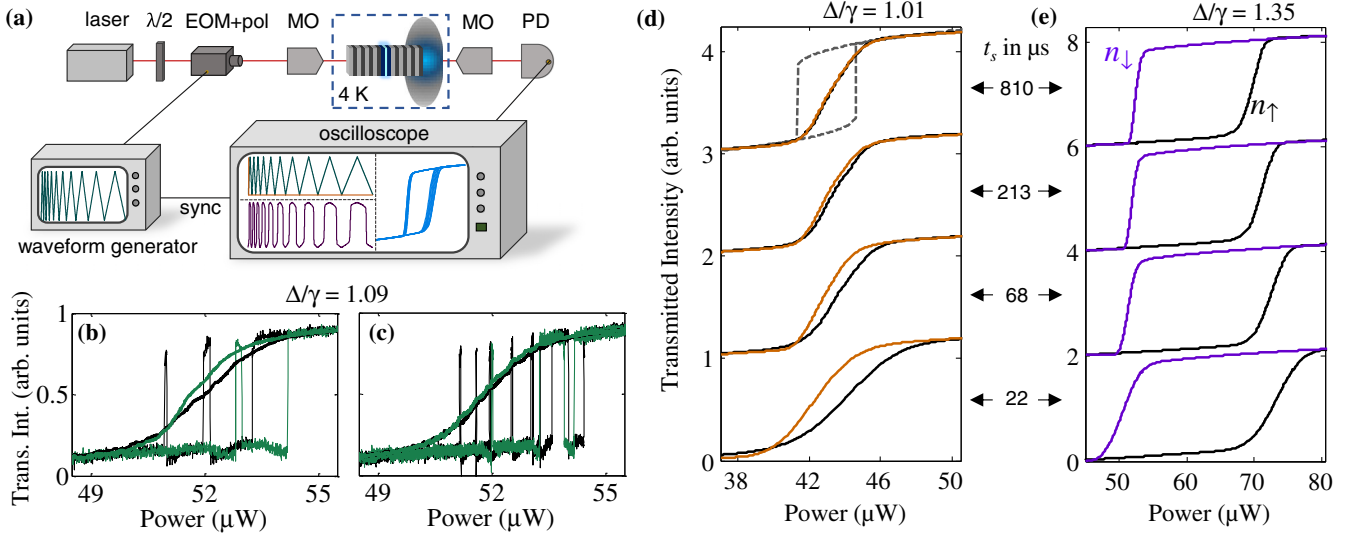 (a)
laser
λ/2
EOM+pol
MO
MO
PD
4 K
oscilloscope
waveform generator
sync
Δ/γ = 1.09
(b)
(c)
Trans. Int. (arb. units)
1
0.5
0
49
52
55
49
52
55
Power (μW)
Power (μW)
(d)
Δ/γ = 1.01
Transmitted Intensity (arb. units)
4
3
2
1
0
38
42
46
50
Power (μW)
t_s in μs
810
213
68
22
(e)
Δ/γ = 1.35
n↓
n↑
8
6
4
2
0
50
60
70
80
Power (μW)